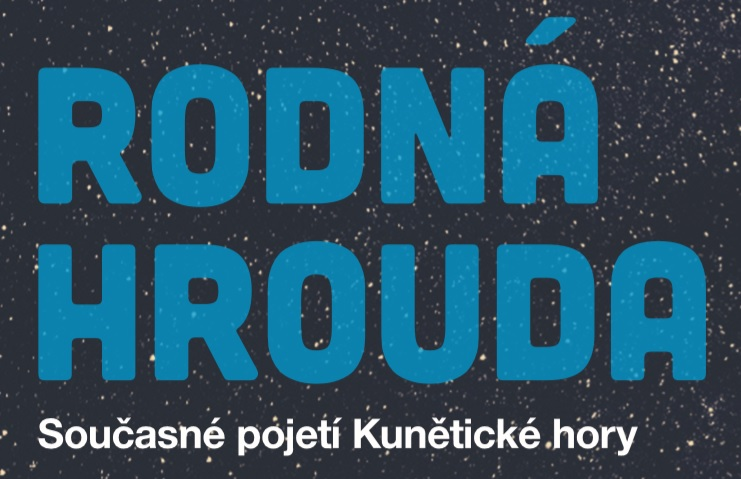 RODNÁ
HROUDA
Současné pojetí Kunětické hory